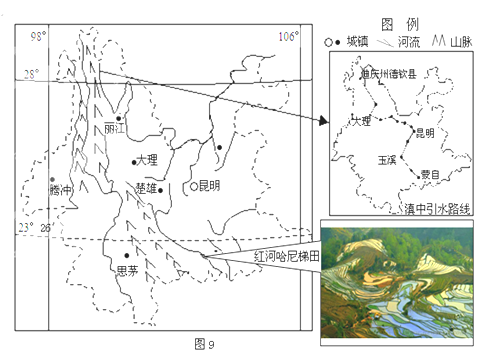 98°
106°
28°
丽江
大理
腾冲
楚雄
昆明
23°26′
思茅
红河哈尼梯田
图 例
城镇
河流
山脉
迪庆州德钦县
大理
昆明
玉溪
蒙自
滇中引水路线
图9